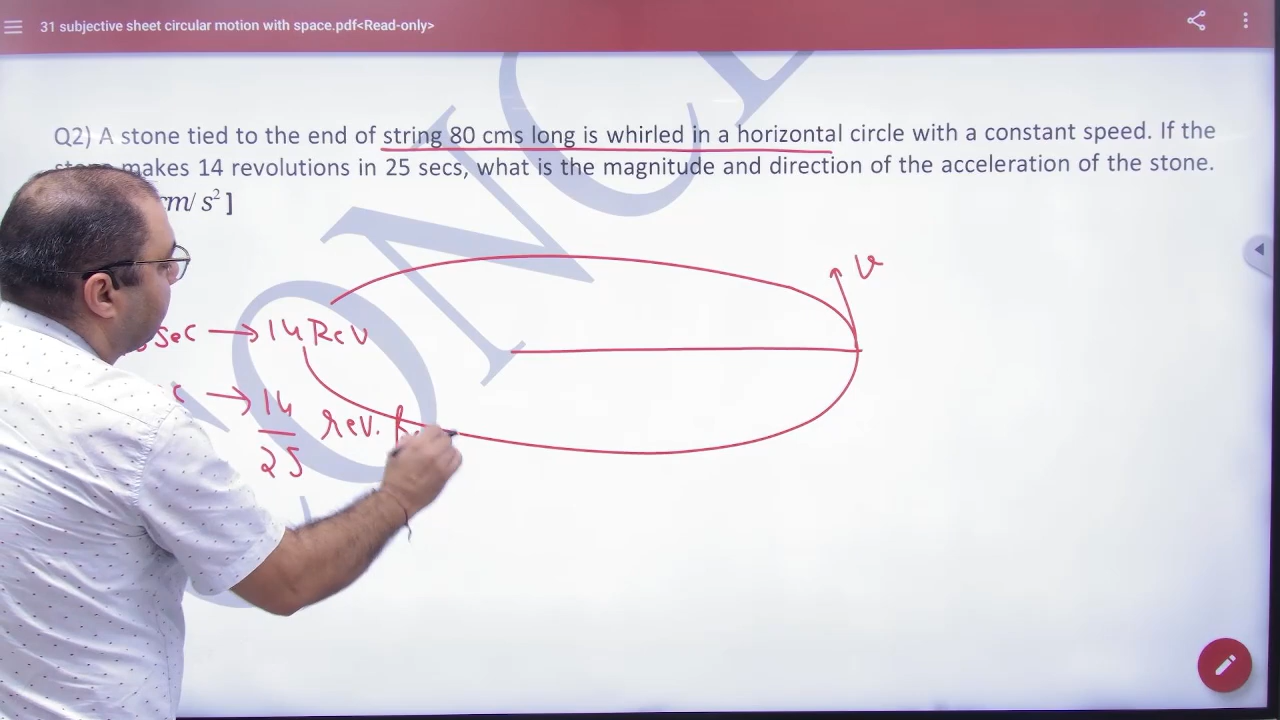 31 subjective sheet circular motion with space.pdf<Read-only>
Q2) A stone tied to the end of string 80 cms long is whirled in a horizontal circle with a constant speed. If the
makes 14 revolutions in 25 secs, what is the magnitude and direction of the acceleration of the stone.
cm/s² ]
v
sec → 14 Rev
c → 14/25 rev.